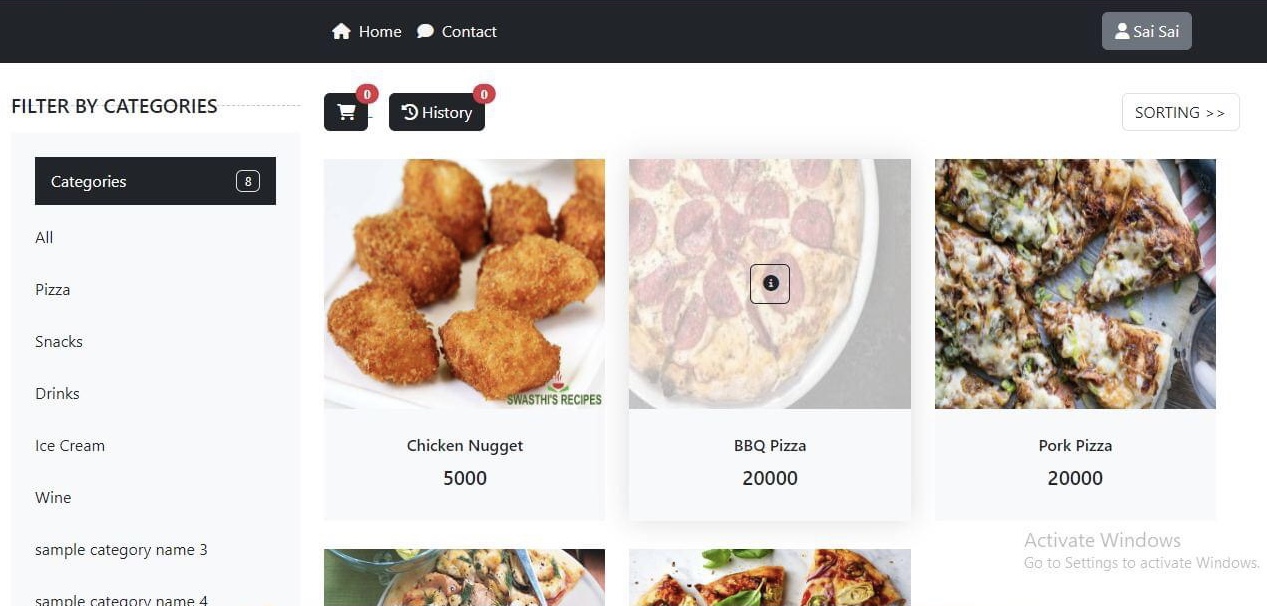 Home Contact Sai Sai
FILTER BY CATEGORIES
0 History 0 SORTING >>
Categories 8
All
Pizza
Snacks
Drinks
Ice Cream
Wine
sample category name 3
sample category name 4
SWASTHI'S RECIPES
Chicken Nugget
5000
BBQ Pizza
20000
Pork Pizza
20000
Activate Windows
Go to Settings to activate Windows.